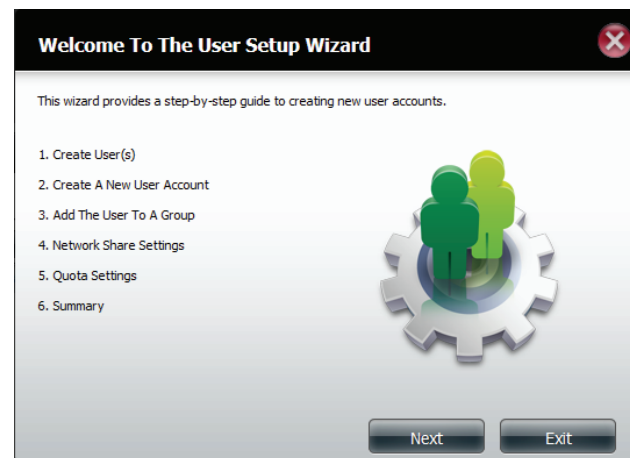 Welcome To The User Setup Wizard
This wizard provides a step-by-step guide to creating new user accounts.
1. Create User(s)
2. Create A New User Account
3. Add The User To A Group
4. Network Share Settings
5. Quota Settings
6. Summary
Next
Exit